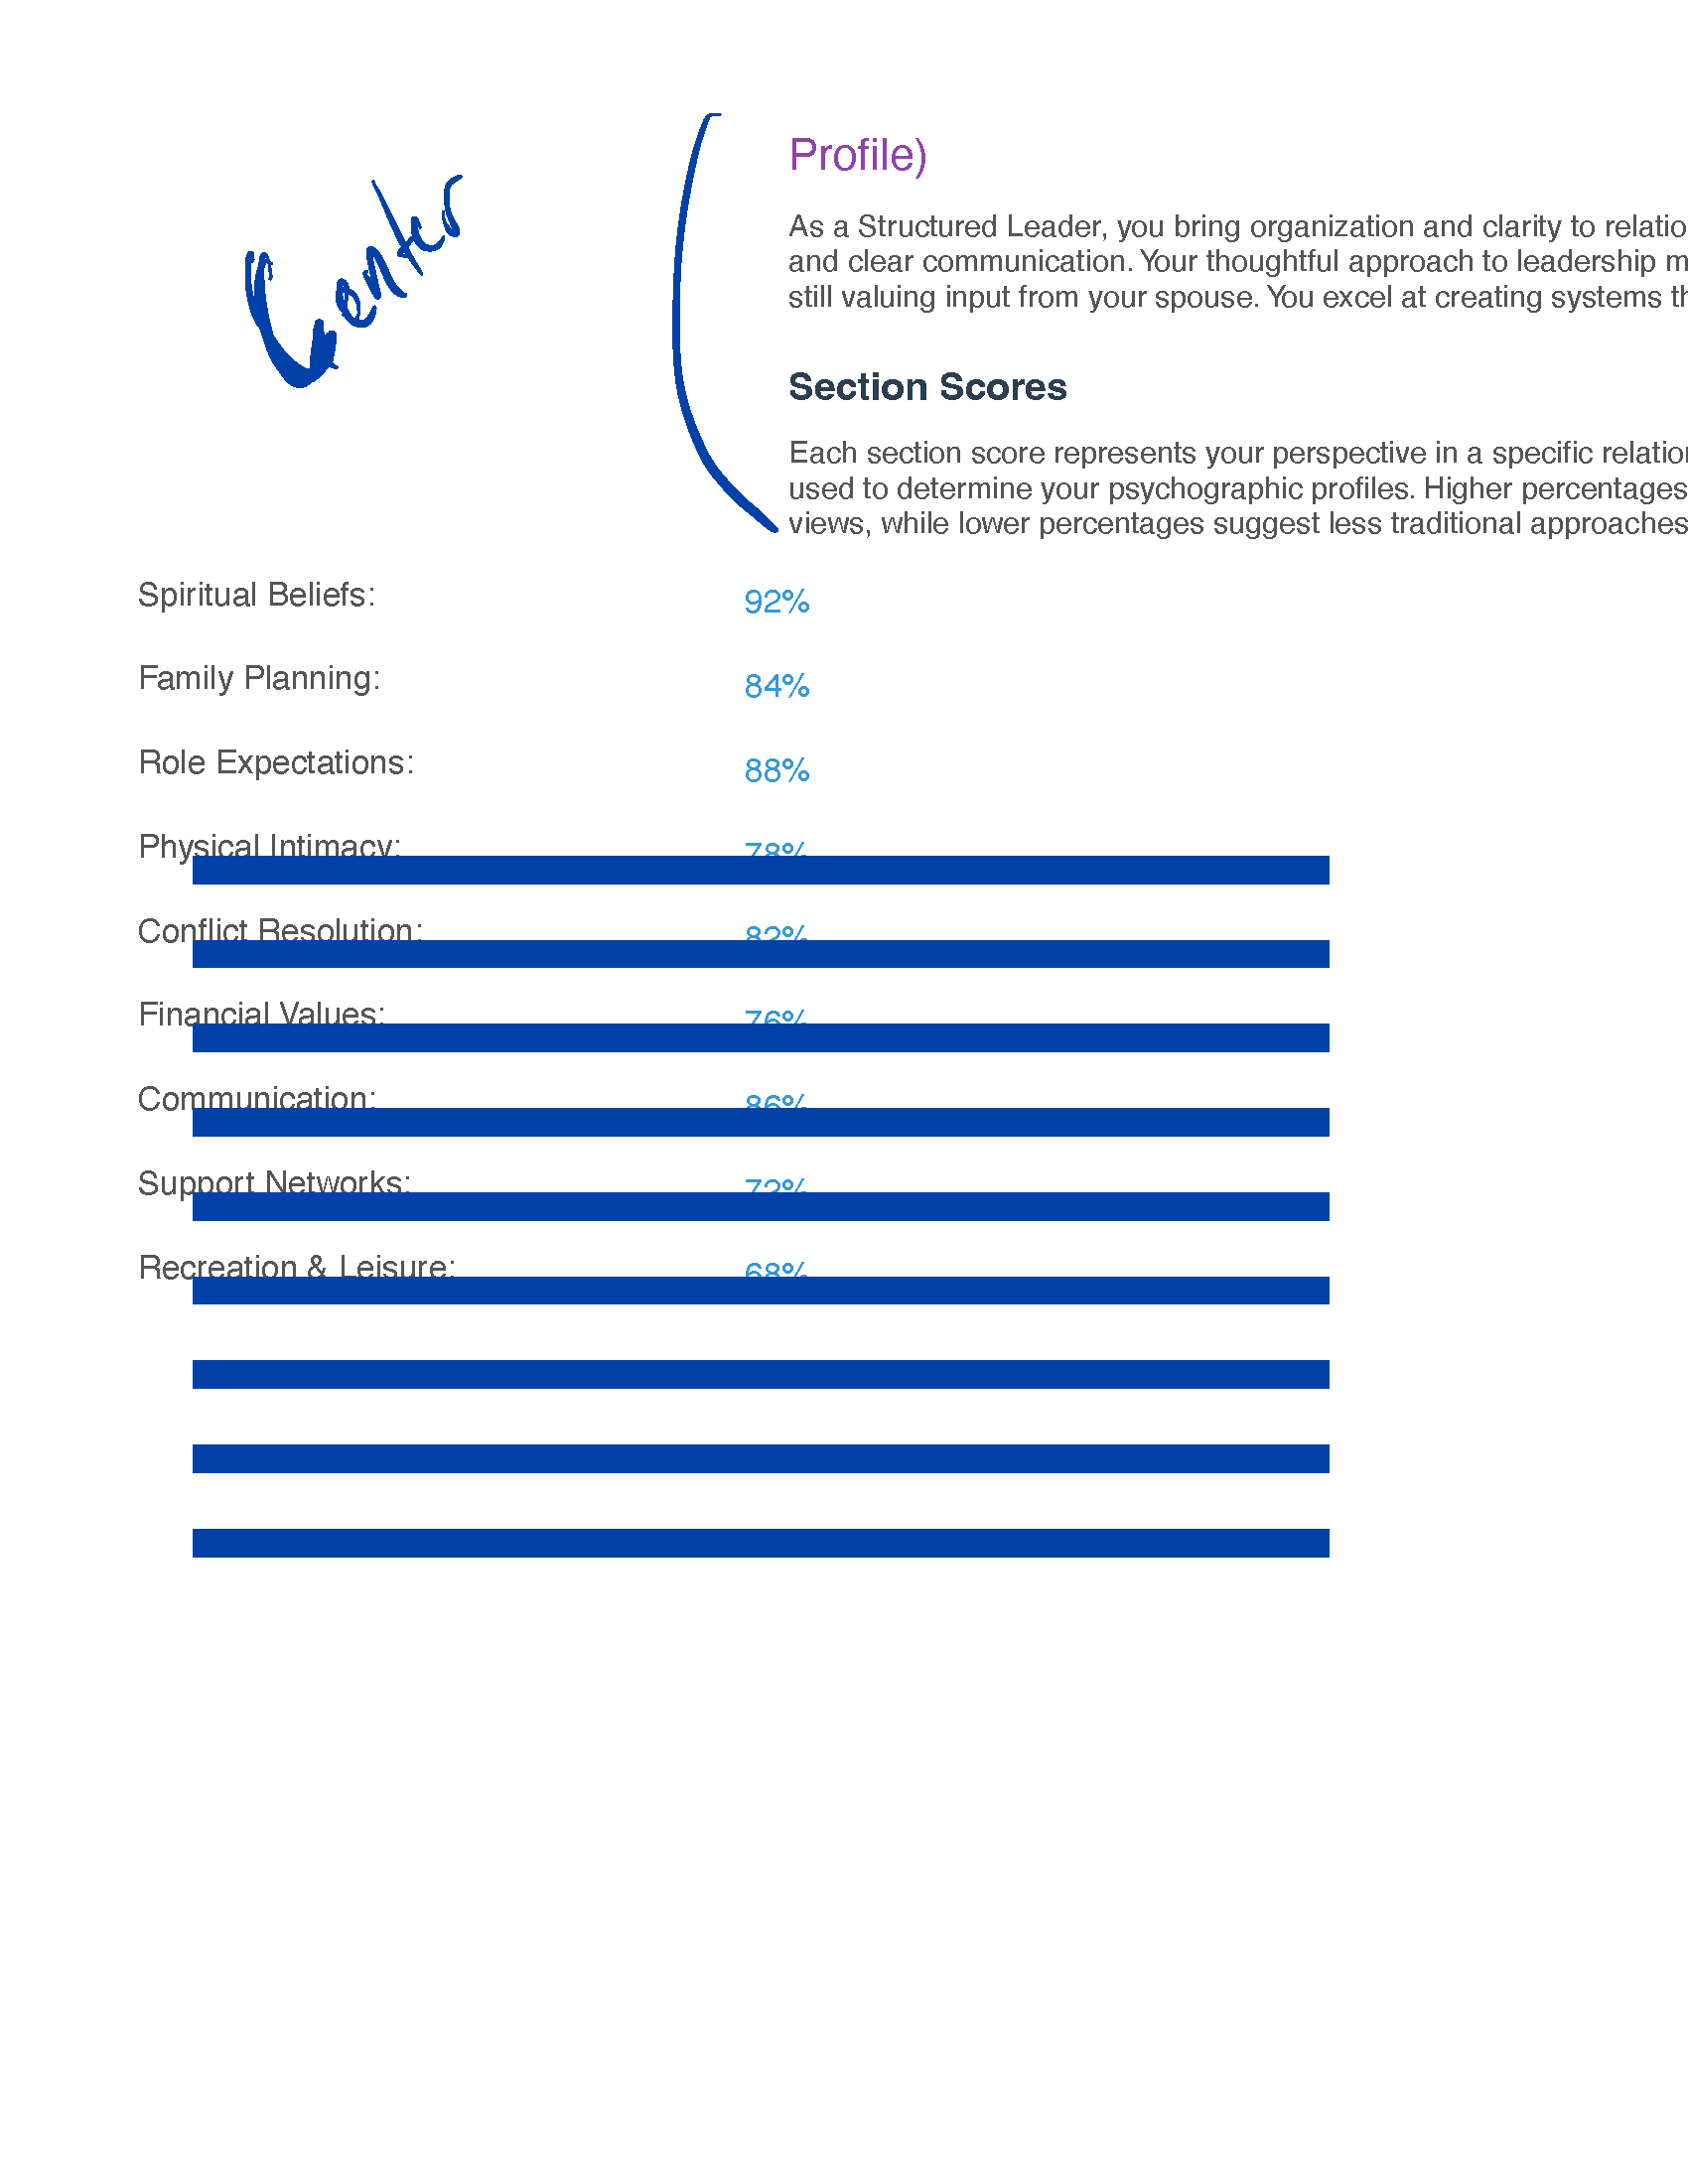 Center
Profile)
As a Structured Leader, you bring organization and clarity to
and clear communication. Your thoughtful approach to leadership
still valuing input from your spouse. You excel at creating systems
Section Scores
Each section score represents your perspective in a specific
used to determine your psychographic profiles. Higher percentages
views, while lower percentages suggest less traditional approaches
Spiritual Beliefs: 92%
Family Planning: 84%
Role Expectations: 88%
Physical Intimacy: 78%
Conflict Resolution: 82%
Financial Values: 76%
Communication: 86%
Support Networks: 72%
Recreation & Leisure: 68%